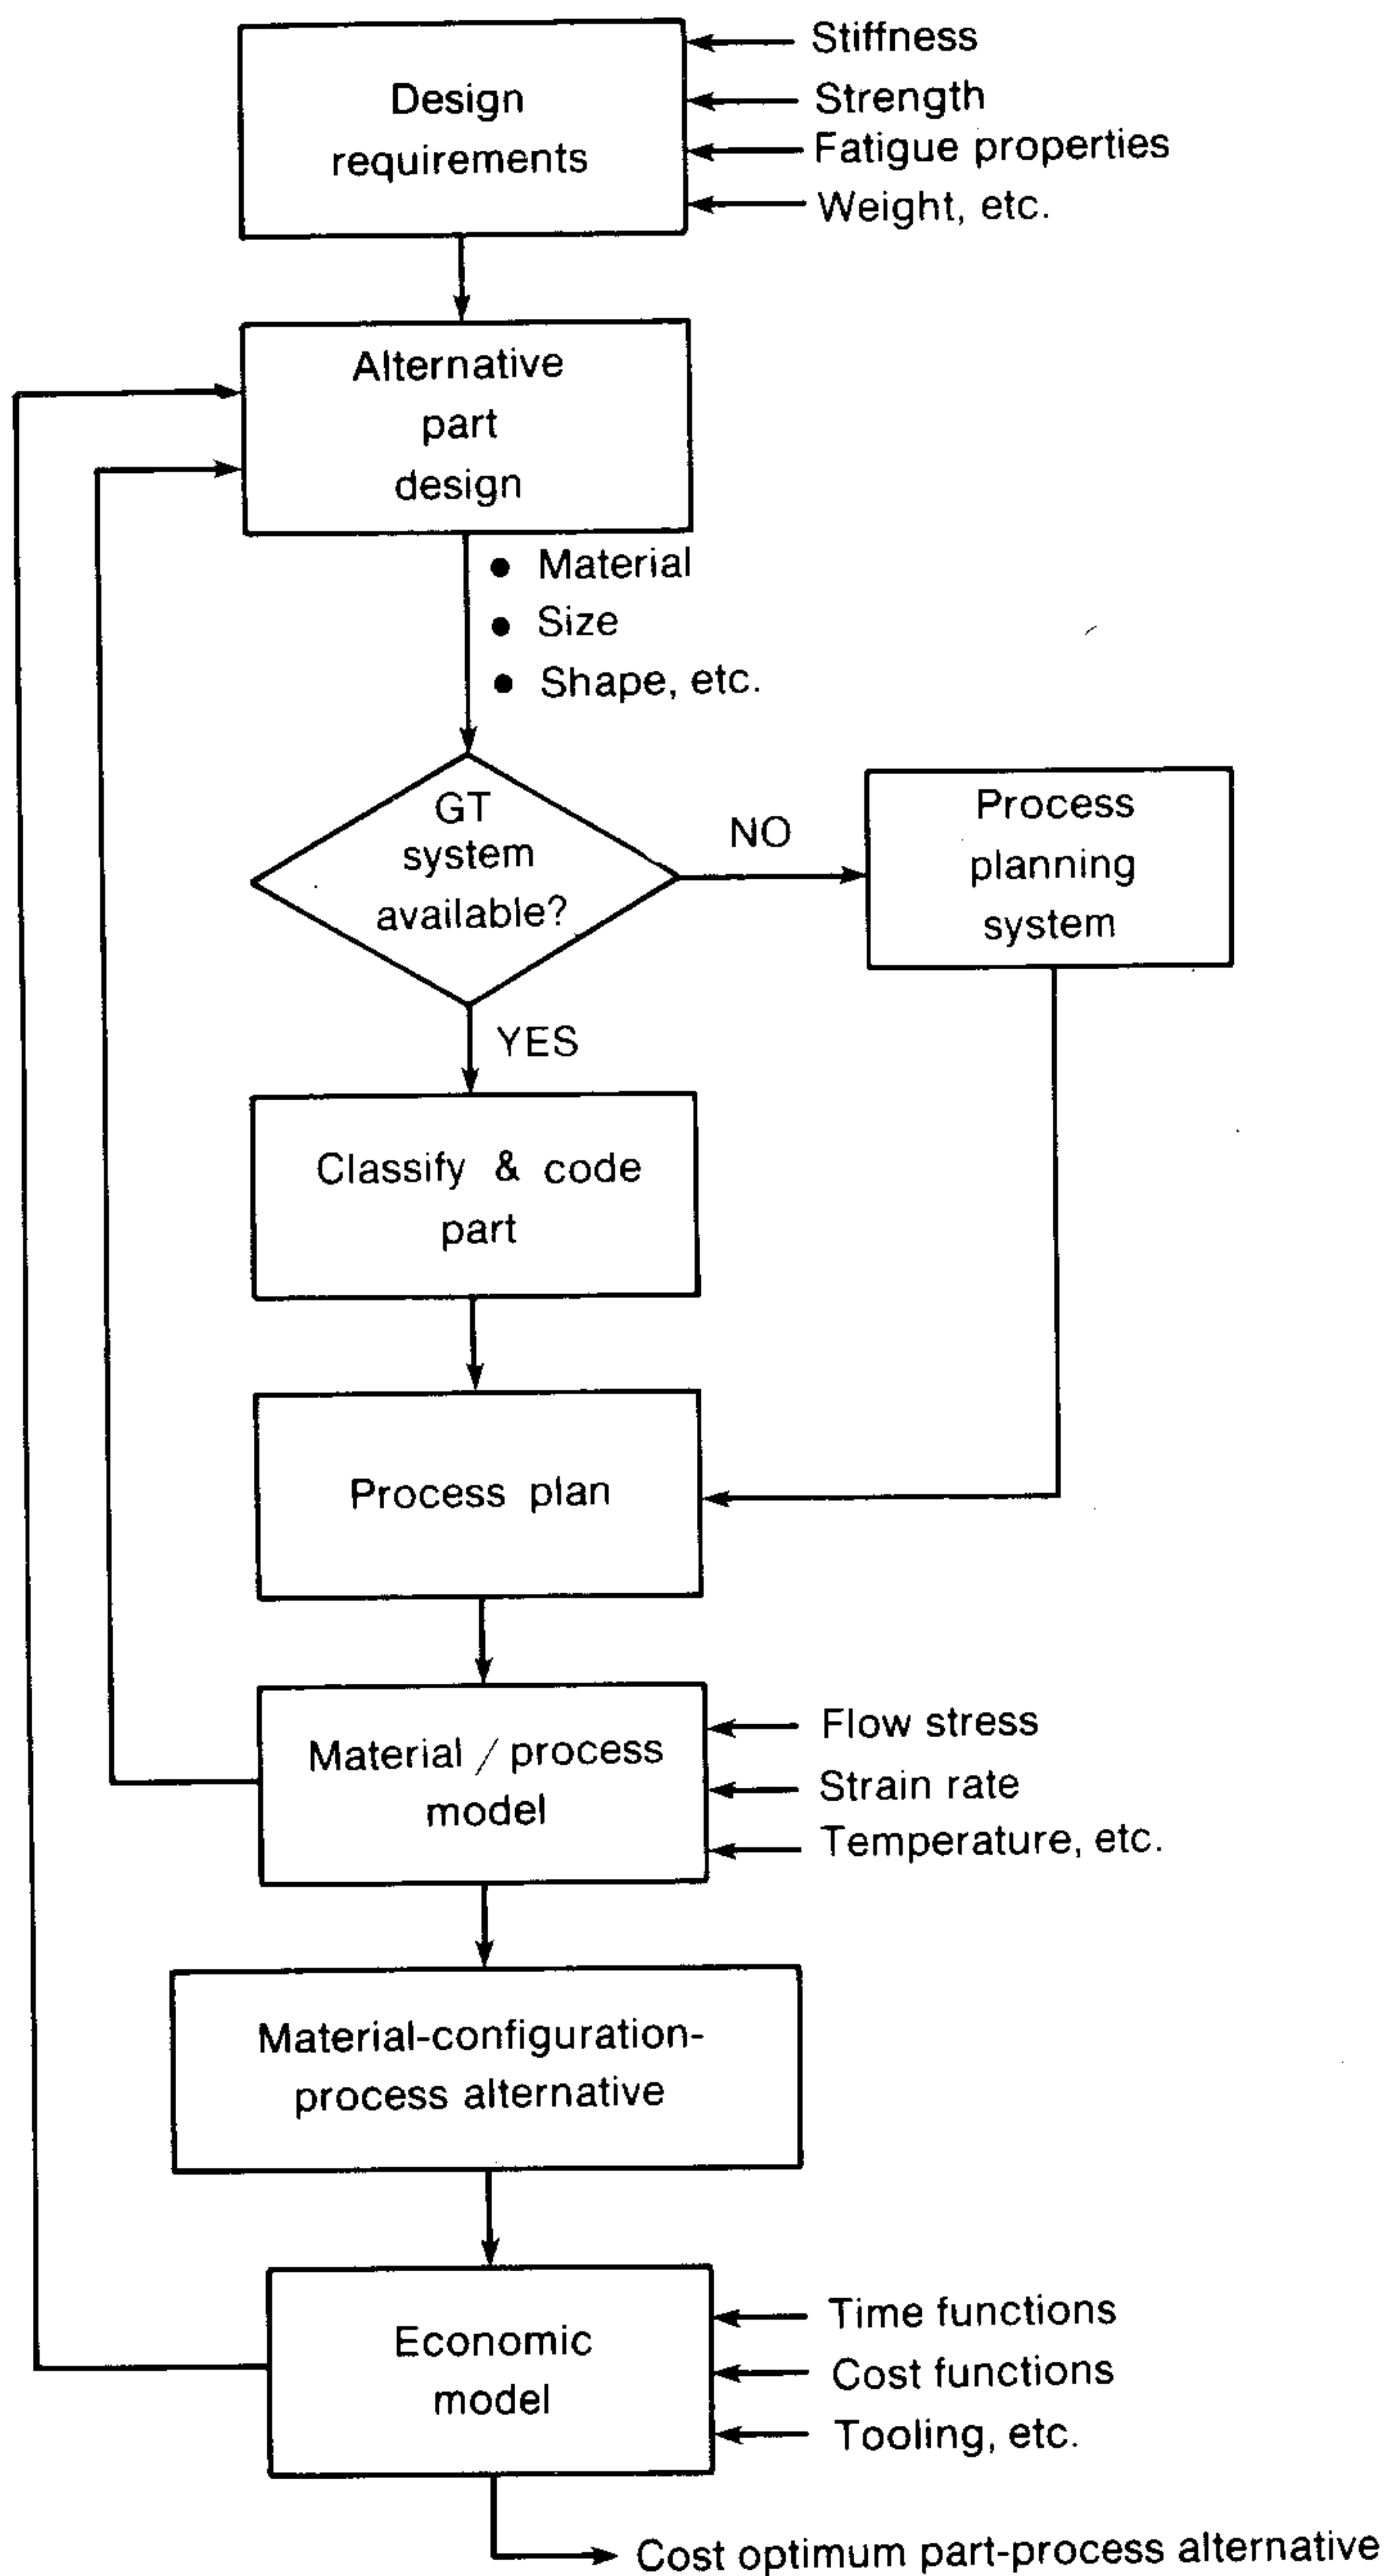 Design
requirements
Stiffness
Strength
Fatigue properties
Weight, etc.
Alternative
part
design
• Material
• Size
• Shape, etc.
GT
system
available?
NO
Process
planning
system
YES
Classify & code
part
Process plan
Material / process
model
Flow stress
Strain rate
Temperature, etc.
Material-configuration-
process alternative
Economic
model
Time functions
Cost functions
Tooling, etc.
Cost optimum part-process alternative